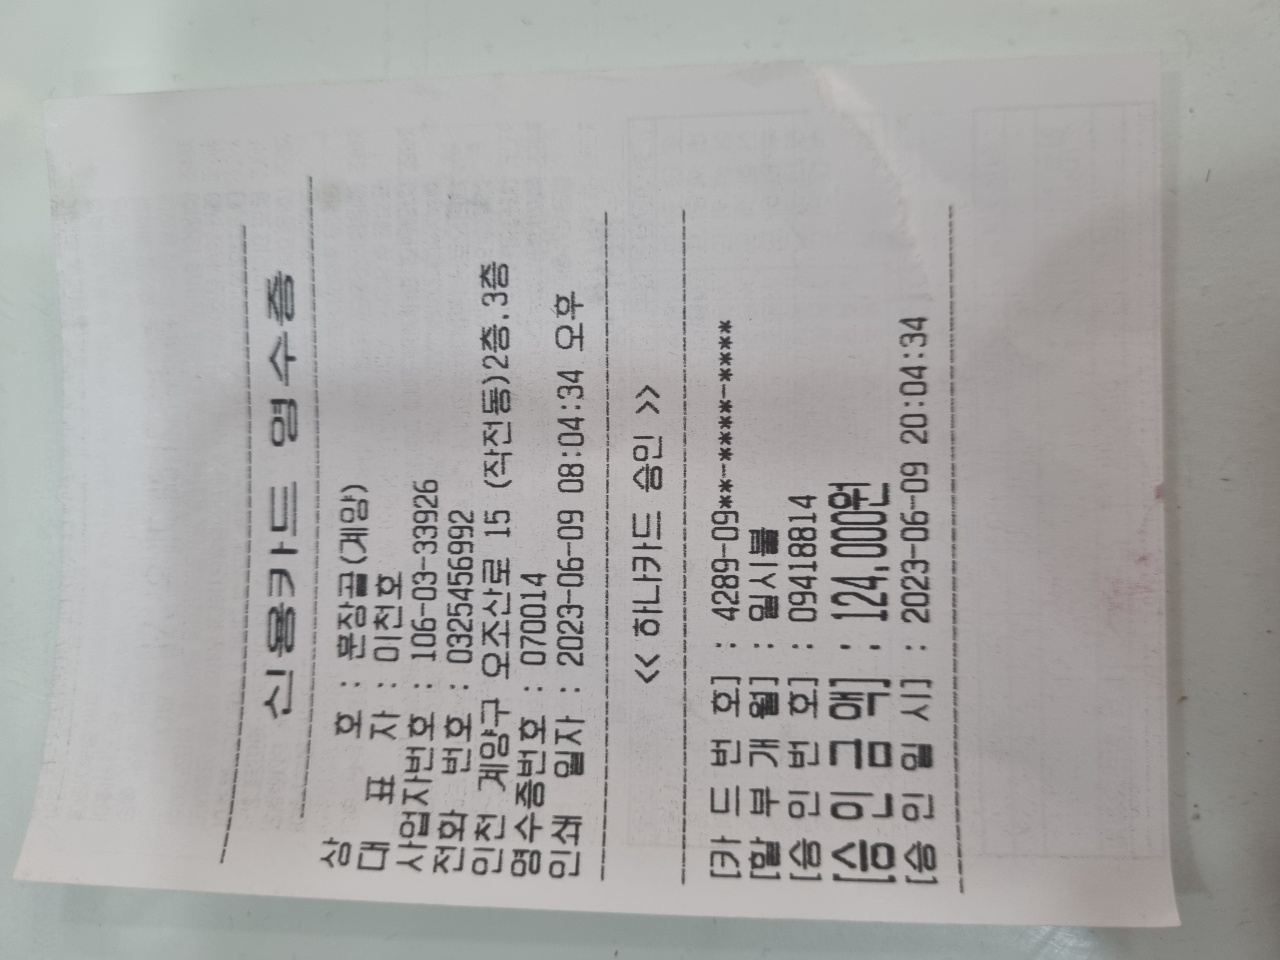 신용카드 영수증
상 호 : 본장골(계양)
대 표 자 : 이천호
사업자번호 : 106-03-33926
전화 번호 : 0325456992
인천 계양구 오조산로 15 (작전동)2층,3층
영수증번호 : 070014
인쇄 일자 : 2023-06-09 08:04:34 오후
<< 하나카드 승인 >>
[카 드 번 호] : 4289-09**-****-****
[할 부 개 월] : 일시불
[승 인 번 호] : 09418814
[승 인 금 액] : 124,000원
[승 인 일 시] : 2023-06-09 20:04:34